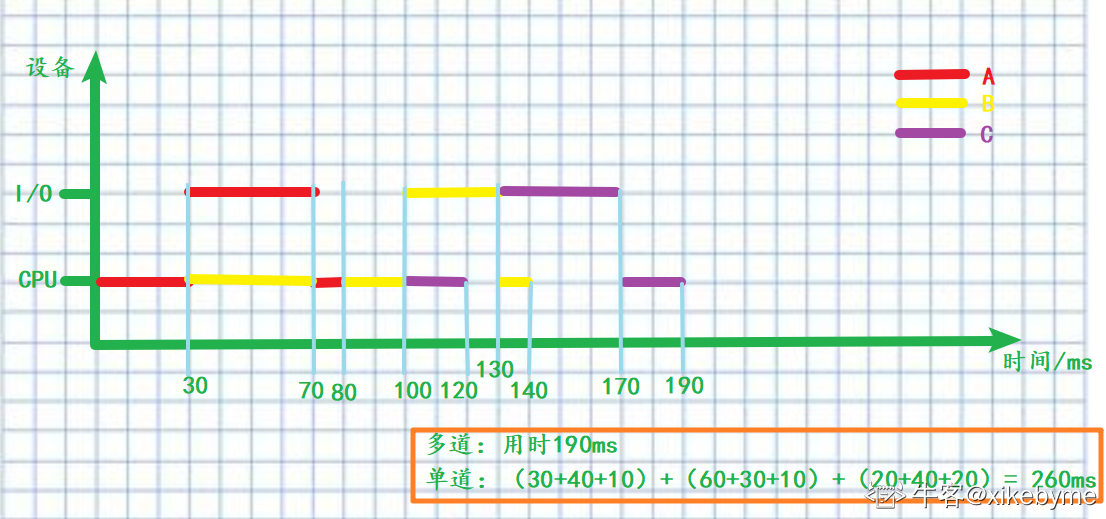 设备
A
B
C
I/O
CPU
时间/ms
30
70
80
100
120
130
140
170
190
多道：用时190ms
单道：（30+40+10）+（60+30+10）+（20+40+20）= 260ms
牛客@xikebyme